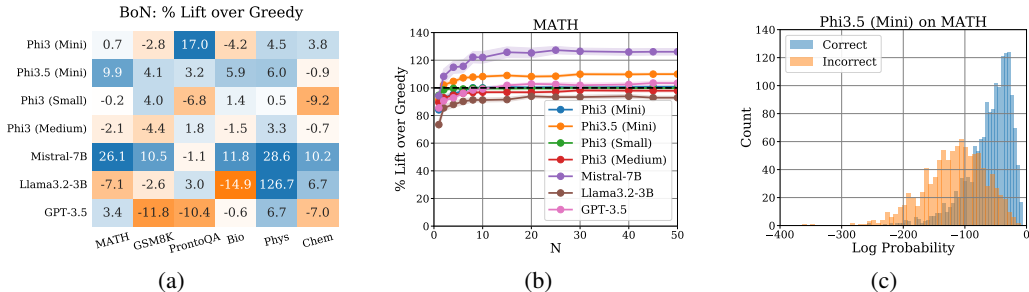 BoN: % Lift over Greedy
Phi3 (Mini) 0.7 -2.8 17.0 -4.2 4.5 3.8
Phi3.5 (Mini) 9.9 4.1 3.2 5.9 6.0 -0.9
Phi3 (Small) -0.2 4.0 -6.8 1.4 0.5 -9.2
Phi3 (Medium) -2.1 -4.4 1.8 -1.5 3.3 -0.7
Mistral-7B 26.1 10.5 -1.1 11.8 28.6 10.2
Llama3.2-3B -7.1 -2.6 3.0 -14.9 126.7 6.7
GPT-3.5 3.4 -11.8 -10.4 -0.6 6.7 -7.0
MATH GSM8K ProntoQA Bio Phys Chem
(a)
MATH
% Lift over Greedy
140
120
100
80
60
40
20
0
Phi3 (Mini)
Phi3.5 (Mini)
Phi3 (Small)
Phi3 (Medium)
Mistral-7B
Llama3.2-3B
GPT-3.5
0 10 20 30 40 50
N
(b)
Phi3.5 (Mini) on MATH
Correct
Incorrect
Count
140
120
100
80
60
40
20
0
−400 −200 −100 0
Log Probability
(c)